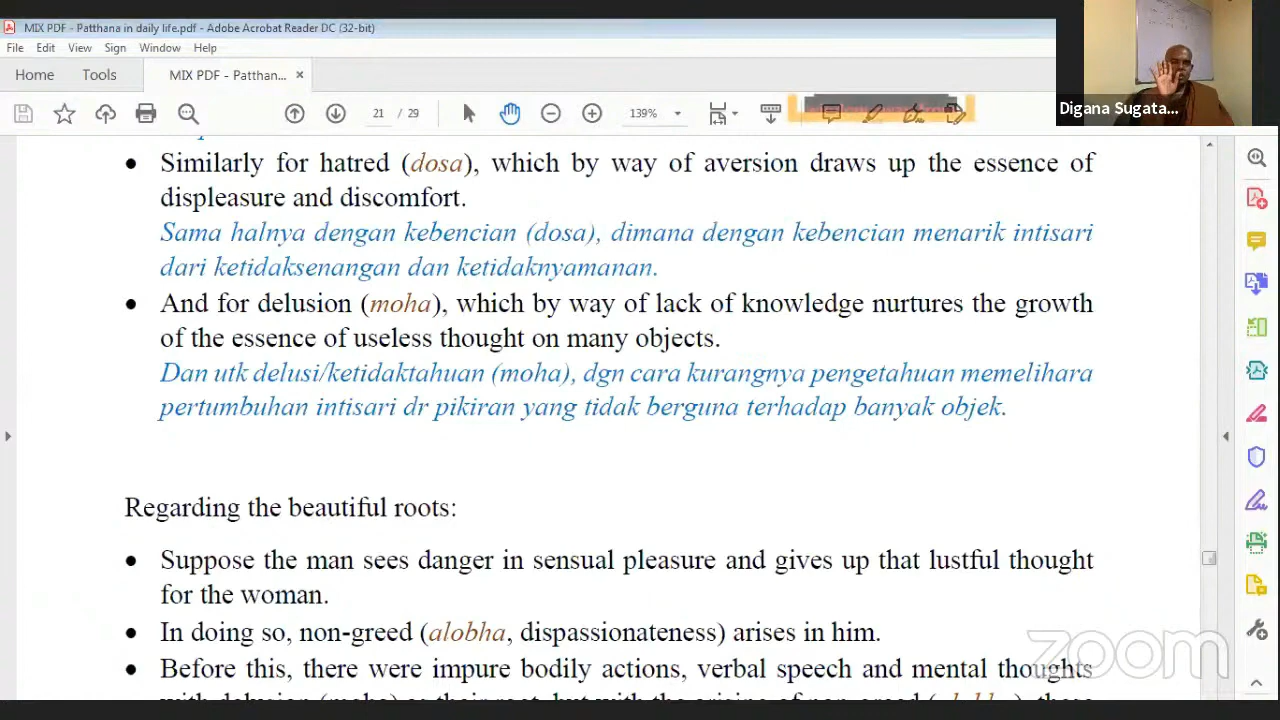 MIX PDF - Patthana in daily life.pdf - Adobe Acrobat Reader DC (32-bit)
File Edit View Sign Window Help
Home Tools MIX PDF - Patthan... ×
21 / 29 139%
Digana Sugata...
• Similarly for hatred (dosa), which by way of aversion draws up the essence of
displeasure and discomfort.
Sama halnya dengan kebencian (dosa), dimana dengan kebencian menarik intisari
dari ketidaksenangan dan ketidaknyamanan.
• And for delusion (moha), which by way of lack of knowledge nurtures the growth
of the essence of useless thought on many objects.
Dan utk delusi/ketidaktahuan (moha), dgn cara kurangnya pengetahuan memelihara
pertumbuhan intisari dr pikiran yang tidak berguna terhadap banyak objek.
Regarding the beautiful roots:
• Suppose the man sees danger in sensual pleasure and gives up that lustful thought
for the woman.
• In doing so, non-greed (alobha, dispassionateness) arises in him.
• Before this, there were impure bodily actions, verbal speech and mental thoughts
zoom